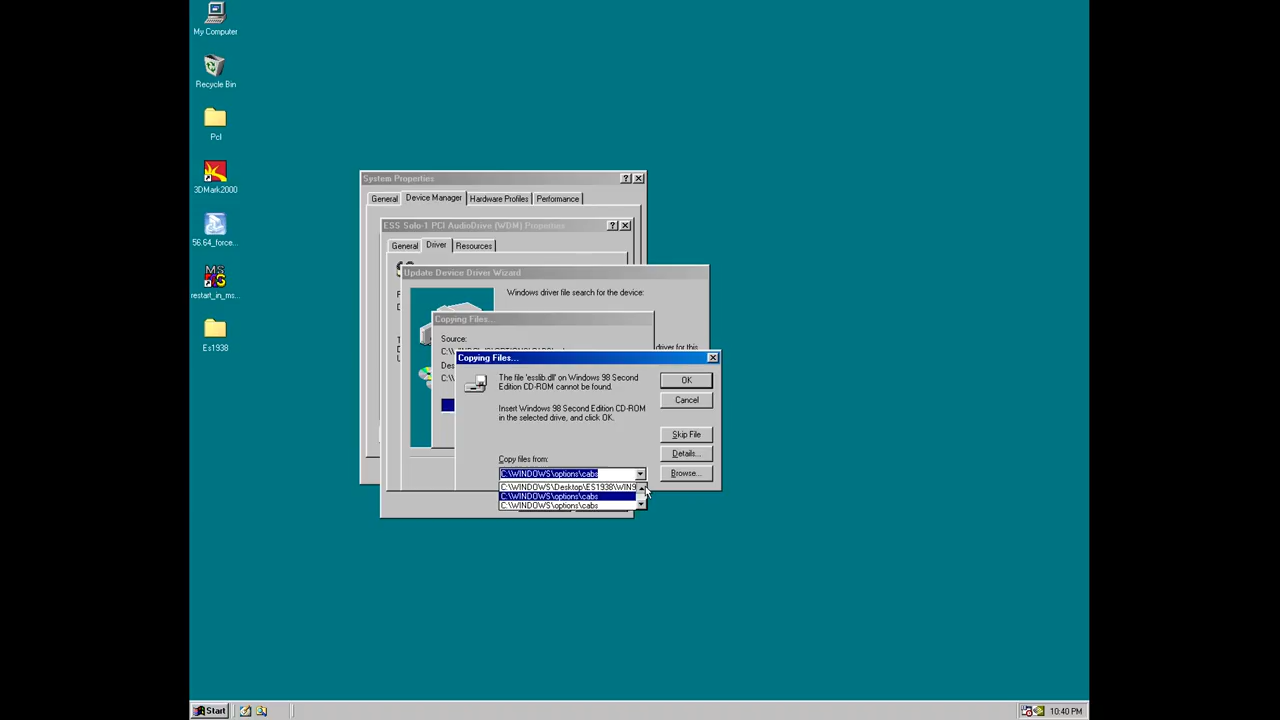 My Computer
Recycle Bin
PcI
3DMark2000
56.64_force...
restart_in_ms...
Es1938
System Properties
General
Device Manager
Hardware Profiles
Performance
ESS Solo-1 PCI AudioDrive (WDM) Properties
General
Driver
Resources
Update Device Driver Wizard
Windows driver file search for the device:
driver for this
Copying Files...
Source:
Des
C:\
Copying Files...
The file 'esslib.dll' on Windows 98 Second
Edition CD-ROM cannot be found.
Insert Windows 98 Second Edition CD-ROM
in the selected drive, and click OK.
Copy files from:
C:\WINDOWS\options\cabs
C:\WINDOWS\Desktop\ES1938\WIN9
C:\WINDOWS\options\cabs
C:\WINDOWS\options\cabs
OK
Cancel
Skip File
Details...
Browse...
Start
10:40 PM